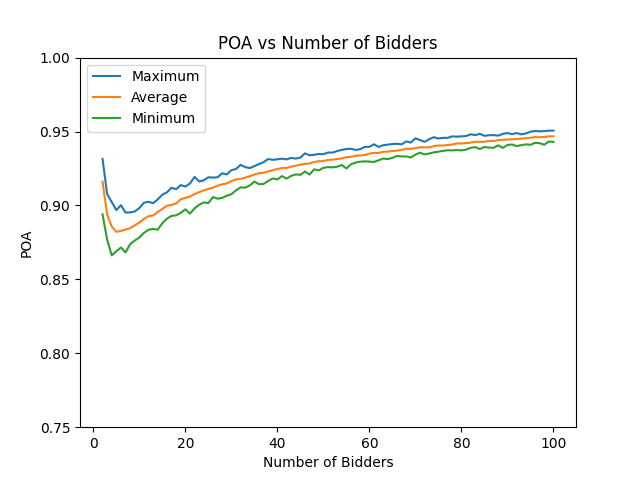 POA vs Number of Bidders
Maximum
Average
Minimum
1.00
0.95
0.90
0.85
0.80
0.75
POA
0
20
40
60
80
100
Number of Bidders